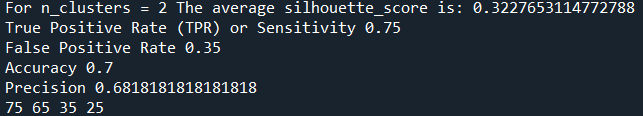 For n_clusters = 2 The average silhouette_score is: 0.3227653114772788
True Positive Rate (TPR) or Sensitivity 0.75
False Positive Rate 0.35
Accuracy 0.7
Precision 0.6818181818181818
75 65 35 25